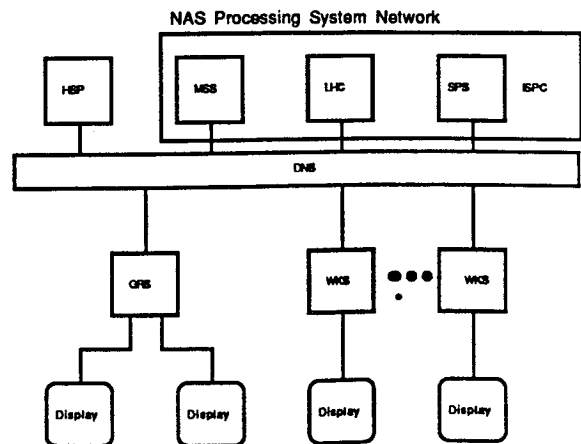 NAS Processing System Network
HSP
MSS
LHC
SPS
ISPC
DNS
GRS
WKS
WKS
Display
Display
Display
Display